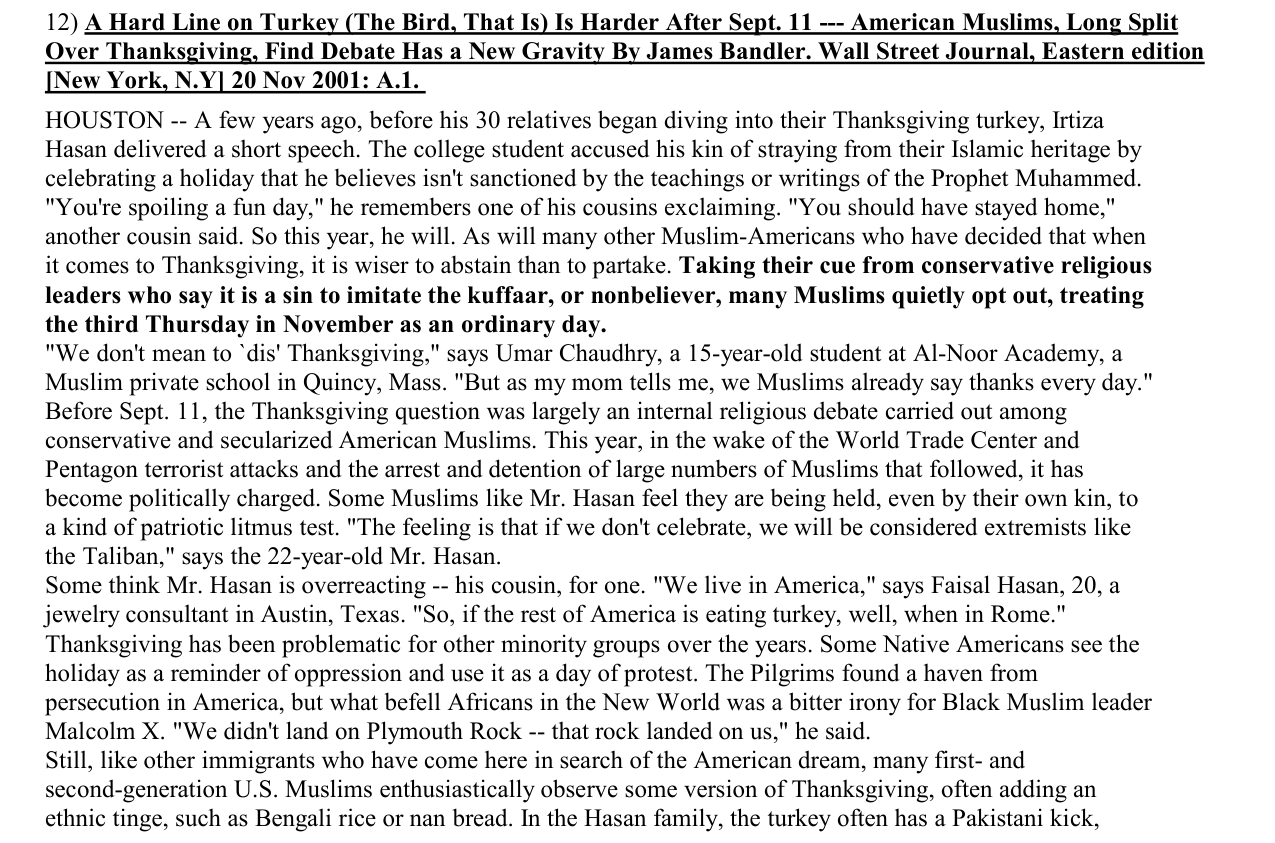 12) A Hard Line on Turkey (The Bird, That Is) Is Harder After Sept. 11 --- American Muslims, Long Split
Over Thanksgiving, Find Debate Has a New Gravity By James Bandler. Wall Street Journal, Eastern edition
[New York, N.Y] 20 Nov 2001: A.1.
HOUSTON -- A few years ago, before his 30 relatives began diving into their Thanksgiving turkey, Irtiza
Hasan delivered a short speech. The college student accused his kin of straying from their Islamic heritage by
celebrating a holiday that he believes isn't sanctioned by the teachings or writings of the Prophet Muhammed.
"You're spoiling a fun day," he remembers one of his cousins exclaiming. "You should have stayed home,"
another cousin said. So this year, he will. As will many other Muslim-Americans who have decided that when
it comes to Thanksgiving, it is wiser to abstain than to partake. Taking their cue from conservative religious
leaders who say it is a sin to imitate the kuffaar, or nonbeliever, many Muslims quietly opt out, treating
the third Thursday in November as an ordinary day.
"We don't mean to `dis' Thanksgiving," says Umar Chaudhry, a 15-year-old student at Al-Noor Academy, a
Muslim private school in Quincy, Mass. "But as my mom tells me, we Muslims already say thanks every day."
Before Sept. 11, the Thanksgiving question was largely an internal religious debate carried out among
conservative and secularized American Muslims. This year, in the wake of the World Trade Center and
Pentagon terrorist attacks and the arrest and detention of large numbers of Muslims that followed, it has
become politically charged. Some Muslims like Mr. Hasan feel they are being held, even by their own kin, to
a kind of patriotic litmus test. "The feeling is that if we don't celebrate, we will be considered extremists like
the Taliban," says the 22-year-old Mr. Hasan.
Some think Mr. Hasan is overreacting -- his cousin, for one. "We live in America," says Faisal Hasan, 20, a
jewelry consultant in Austin, Texas. "So, if the rest of America is eating turkey, well, when in Rome."
Thanksgiving has been problematic for other minority groups over the years. Some Native Americans see the
holiday as a reminder of oppression and use it as a day of protest. The Pilgrims found a haven from
persecution in America, but what befell Africans in the New World was a bitter irony for Black Muslim leader
Malcolm X. "We didn't land on Plymouth Rock -- that rock landed on us," he said.
Still, like other immigrants who have come here in search of the American dream, many first- and
second-generation U.S. Muslims enthusiastically observe some version of Thanksgiving, often adding an
ethnic tinge, such as Bengali rice or nan bread. In the Hasan family, the turkey often has a Pakistani kick,